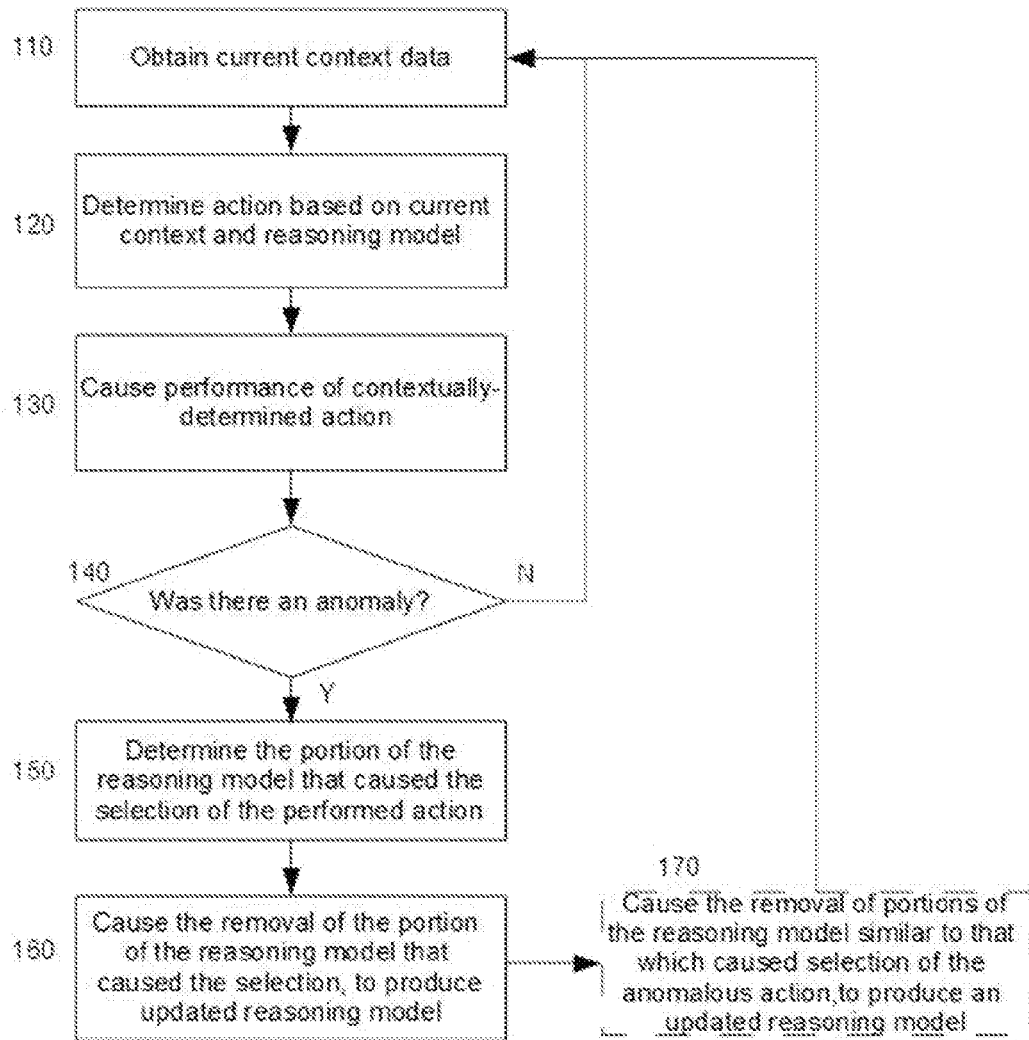 110
Obtain current context data
120
Determine action based on current
context and reasoning model
130
Cause performance of contextually-
determined action
140
Was there an anomaly?
N
Y
150
Determine the portion of the
reasoning model that caused the
selection of the performed action
160
Cause the removal of the portion
of the reasoning model that
caused the selection, to produce
updated reasoning model
170
Cause the removal of portions of
the reasoning model similar to that
which caused selection of the
anomalous action,to produce an
updated reasoning model